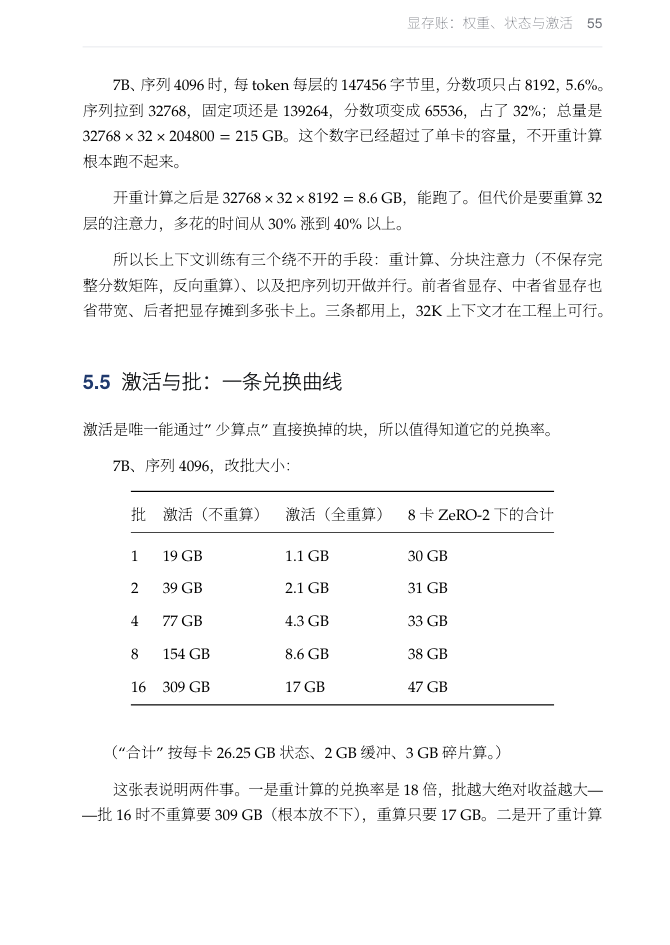 显存账：权重、状态与激活 55
7B、序列 4096 时，每 token 每层的 147456 字节里，分数项只占 8192，5.6%。
序列拉到 32768，固定项还是 139264，分数项变成 65536，占了 32%；总量是
32768 × 32 × 204800 = 215 GB。这个数字已经超过了单卡的容量，不开重计算
根本跑不起来。
开重计算之后是 32768 × 32 × 8192 = 8.6 GB，能跑了。但代价是要重算 32
层的注意力，多花的时间从 30% 涨到 40% 以上。
所以长上下文训练有三个绕不开的手段：重计算、分块注意力（不保存完
整分数矩阵，反向重算）、以及把序列切开做并行。前者省显存、中者省显存也
省带宽、后者把显存摊到多张卡上。三条都用上，32K 上下文才在工程上可行。
5.5 激活与批：一条兑换曲线
激活是唯一能通过” 少算点” 直接换掉的块，所以值得知道它的兑换率。
7B、序列 4096，改批大小：
批 激活（不重算） 激活（全重算） 8 卡 ZeRO-2 下的合计
1 19 GB 1.1 GB 30 GB
2 39 GB 2.1 GB 31 GB
4 77 GB 4.3 GB 33 GB
8 154 GB 8.6 GB 38 GB
16 309 GB 17 GB 47 GB
（“合计” 按每卡 26.25 GB 状态、2 GB 缓冲、3 GB 碎片算。）
这张表说明两件事。一是重计算的兑换率是 18 倍，批越大绝对收益越大—
—批 16 时不重算要 309 GB（根本放不下），重算只要 17 GB。二是开了重计算